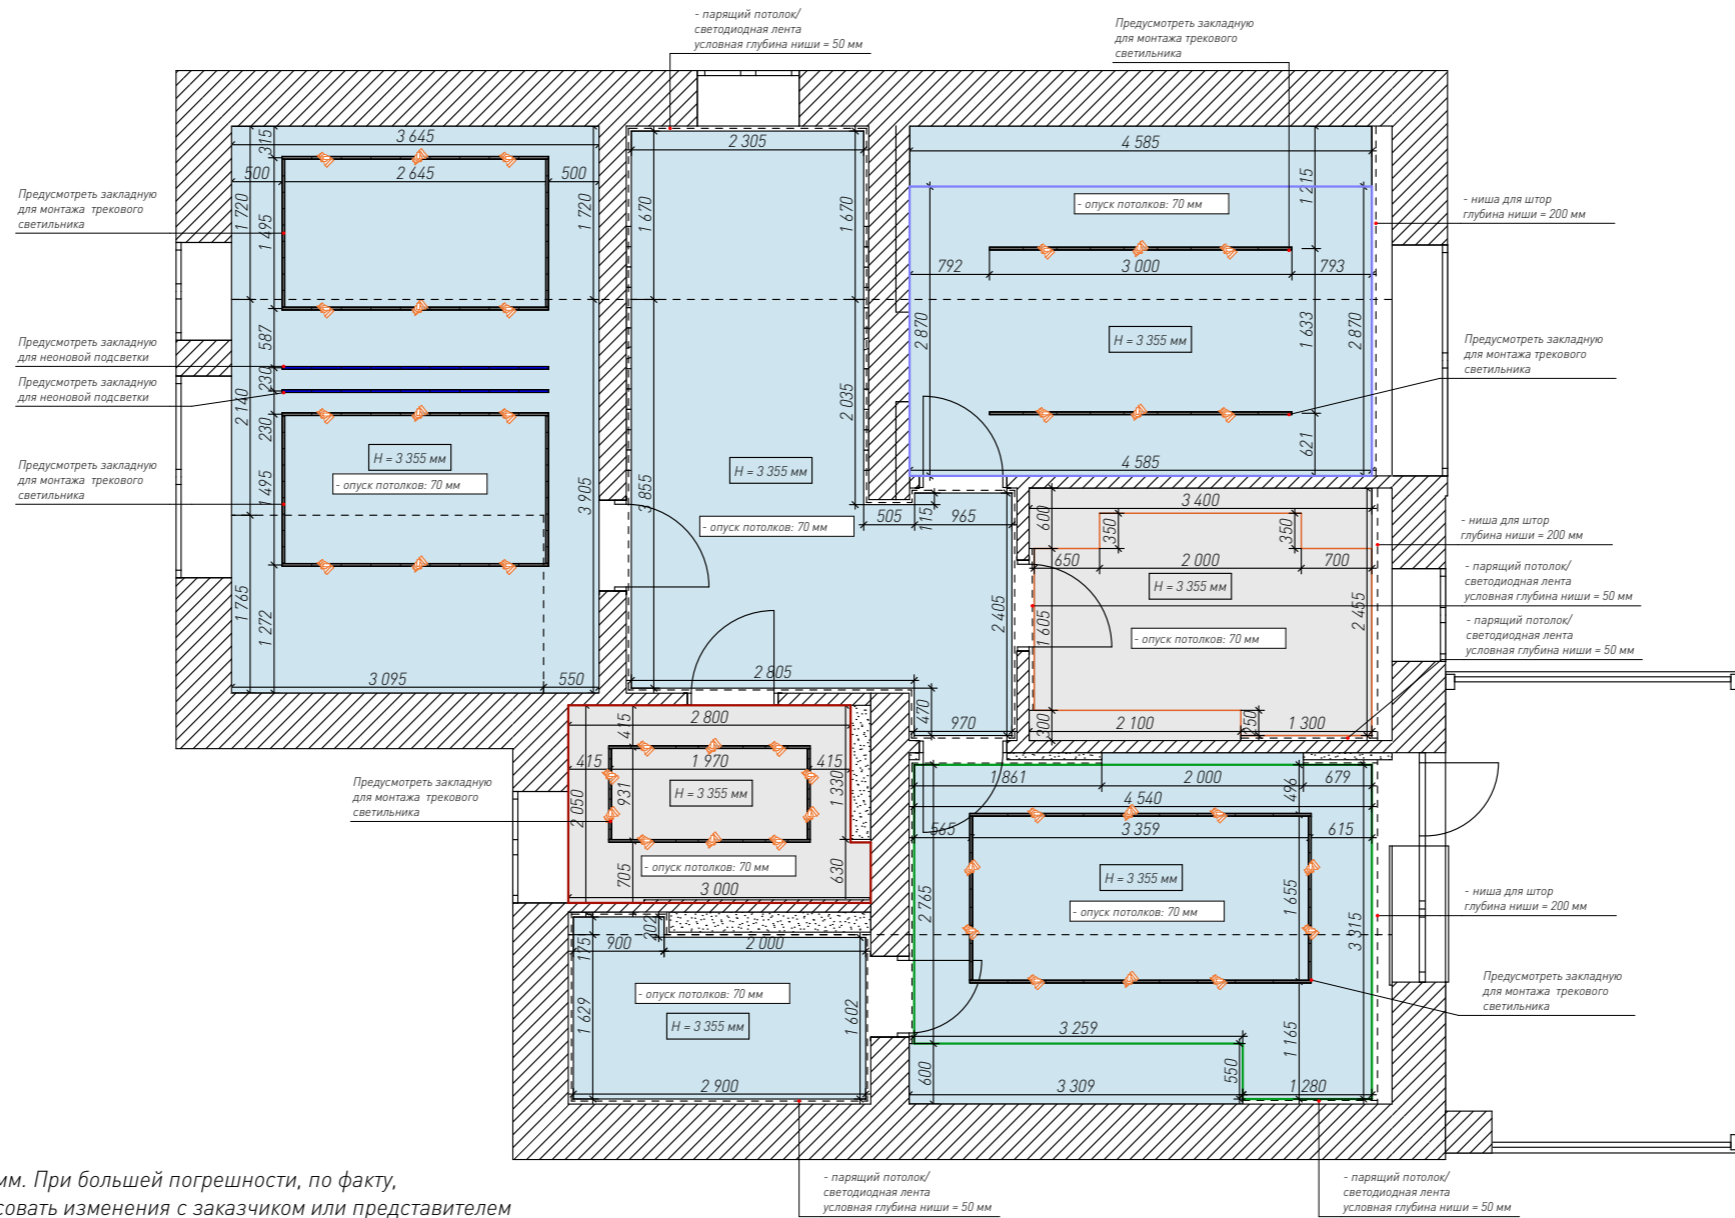 - парящий потолок/
светодиодная лента
условная глубина ниши = 50 мм
Предусмотреть закладную
для монтажа трекового
светильника
3 645
315
500
2 645
500
1 720
1 495
1 720
Предусмотреть закладную
для монтажа трекового
светильника
587
Предусмотреть закладную
для неоновой подсветки
230
Предусмотреть закладную
для неоновой подсветки
2 140
230
H = 3 355 мм
- опуск потолков: 70 мм
Предусмотреть закладную
для монтажа трекового
светильника
1 495
3 905
1 765
1 272
3 095
550
2 305
1 670
1 670
2 035
H = 3 355 мм
3 855
- опуск потолков: 70 мм
505
115
965
2 405
2 805
470
970
4 585
1 215
- опуск потолков: 70 мм
- ниша для штор
глубина ниши = 200 мм
792
3 000
793
2 870
1 633
2 870
H = 3 355 мм
Предусмотреть закладную
для монтажа трекового
светильника
621
4 585
3 400
600
350
350
650
2 000
700
H = 3 355 мм
1 605
2 455
- опуск потолков: 70 мм
300
2 100
250
1 300
- ниша для штор
глубина ниши = 200 мм
- парящий потолок/
светодиодная лента
условная глубина ниши = 50 мм
- парящий потолок/
светодиодная лента
условная глубина ниши = 50 мм
2 800
415
415
1 970
415
Предусмотреть закладную
для монтажа трекового
светильника
2 050
931
H = 3 355 мм
1 330
- опуск потолков: 70 мм
705
630
3 000
202
175
900
2 000
- опуск потолков: 70 мм
H = 3 355 мм
1 629
1 602
2 900
1 861
2 000
496
679
4 540
565
3 359
615
H = 3 355 мм
- опуск потолков: 70 мм
2 765
1 655
3 315
- ниша для штор
глубина ниши = 200 мм
Предусмотреть закладную
для монтажа трекового
светильника
3 259
1 165
600
550
3 309
1 280
- парящий потолок/
светодиодная лента
условная глубина ниши = 50 мм
- парящий потолок/
светодиодная лента
условная глубина ниши = 50 мм
мм. При большей погрешности, по факту,
совать изменения с заказчиком или представителем